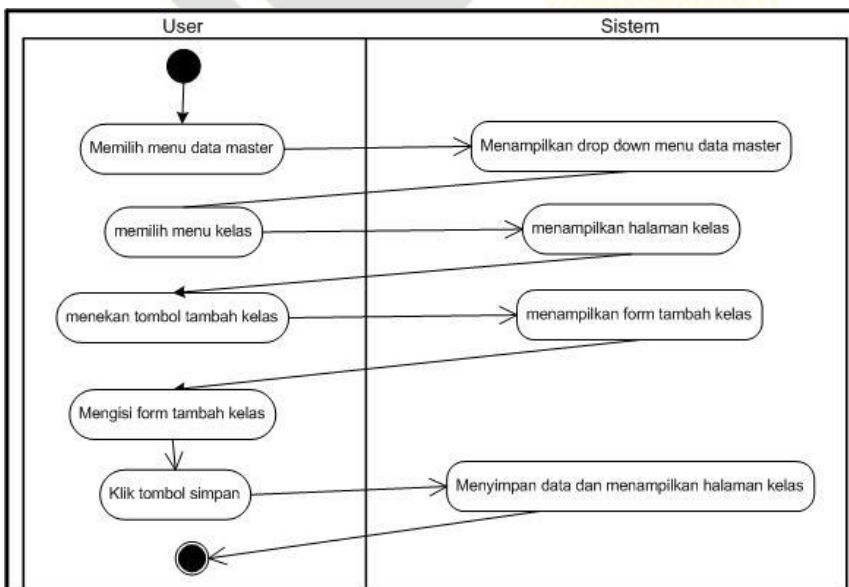 User
Sistem
Memilih menu data master
Menampilkan drop down menu data master
memilih menu kelas
menampilkan halaman kelas
menekan tombol tambah kelas
menampilkan form tambah kelas
Mengisi form tambah kelas
Klik tombol simpan
Menyimpan data dan menampilkan halaman kelas